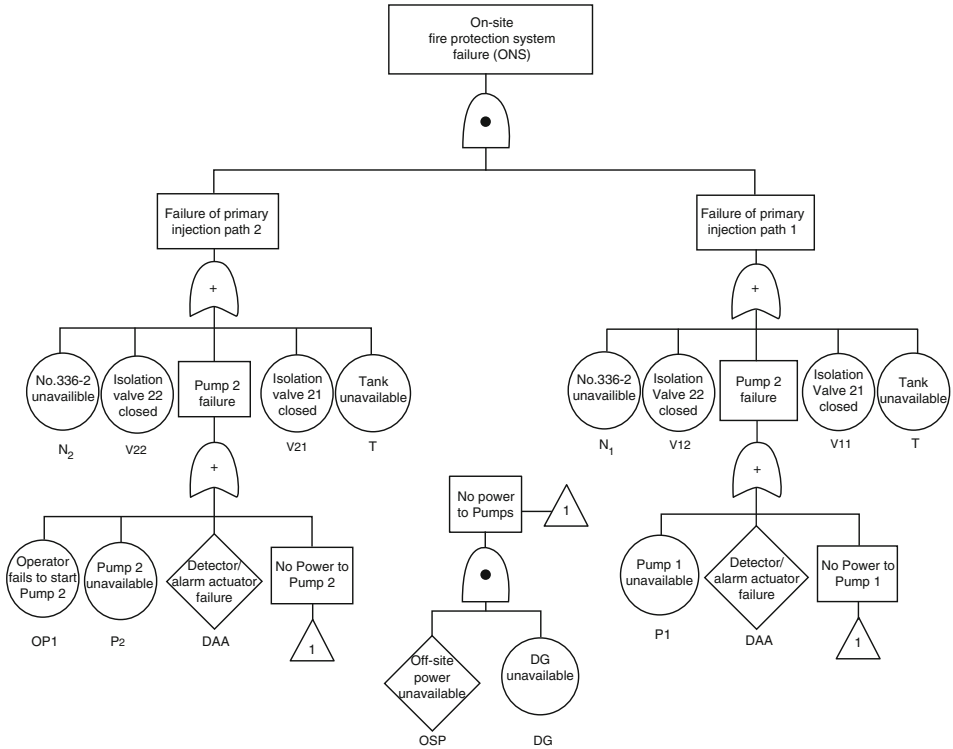 On-site
fire protection system
failure (ONS)
Failure of primary
injection path 2
Failure of primary
injection path 1
+
+
No.336-2
unavailible
Isolation
valve 22
closed
Pump 2
failure
Isolation
valve 21
closed
Tank
unavailable
N2
V22
V21
T
No.336-2
unavailible
Isolation
Valve 22
closed
Pump 2
failure
Isolation
Valve 21
closed
Tank
unavailable
N1
V12
V11
T
+
+
Operator
fails to start
Pump 2
Pump 2
unavailable
Detector/
alarm actuator
failure
No Power to
Pump 2
OP1
P2
DAA
1
No power
to Pumps
1
Off-site
power
unavailable
DG
unavailable
OSP
DG
Pump 1
unavailable
Detector/
alarm actuator
failure
No Power to
Pump 1
P1
DAA
1